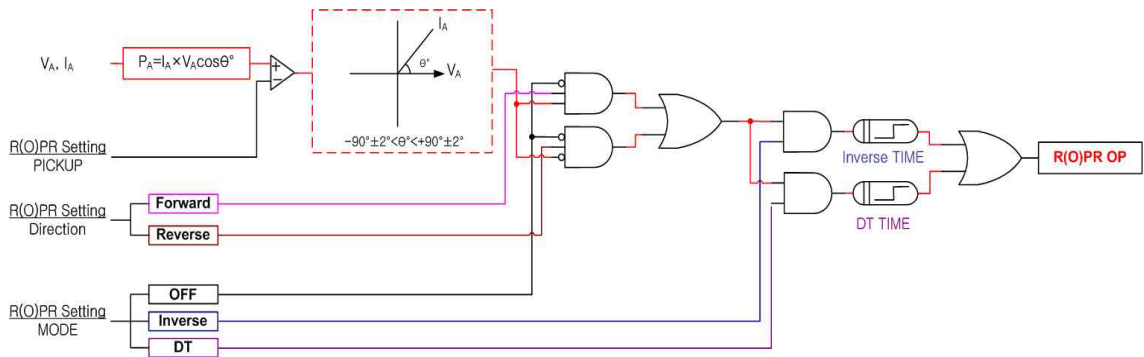 I_A
V_A, I_A
P_A=I_A×V_Acosθ°
+
−
θ°
V_A
−90°±2°<θ°<+90°±2°
R(O)PR Setting
PICKUP
Inverse TIME
R(O)PR OP
R(O)PR Setting
Direction
Forward
Reverse
DT TIME
R(O)PR Setting
MODE
OFF
Inverse
DT